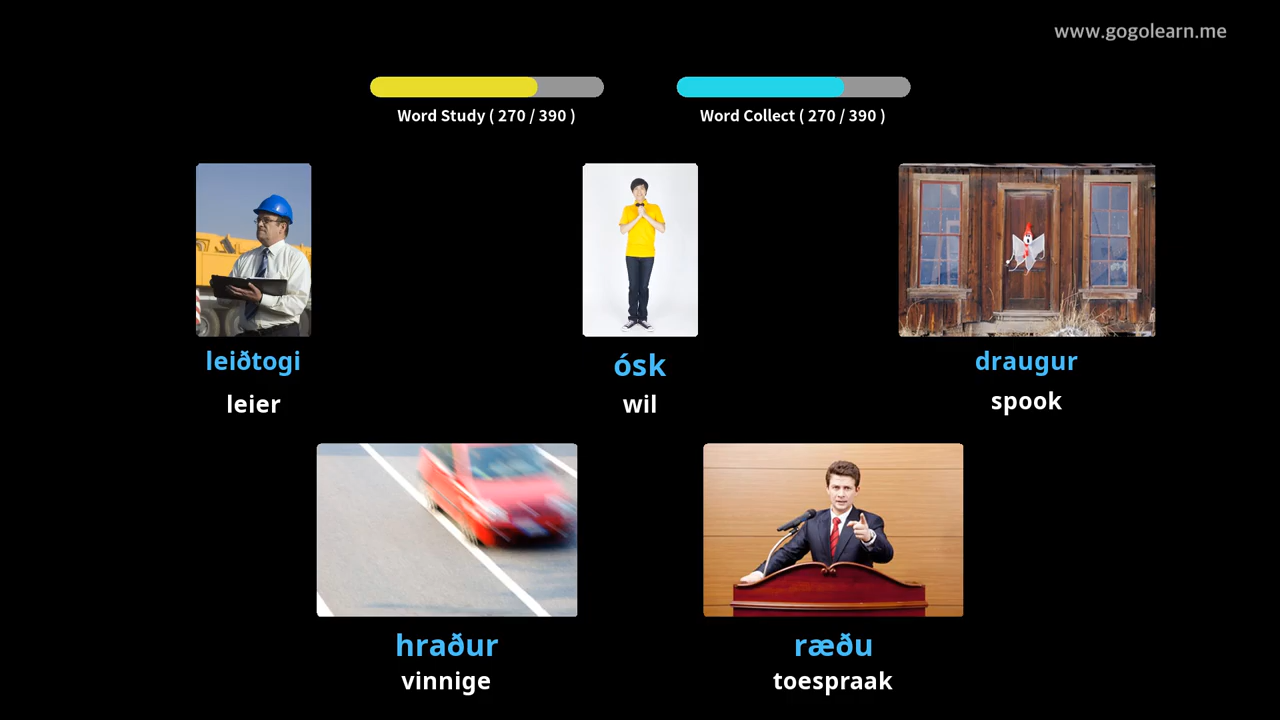 www.gogolearn.me
Word Study ( 270 / 390 )
Word Collect ( 270 / 390 )
leiðtogi
leier
ósk
wil
draugur
spook
hraður
vinnige
ræðu
toespraak